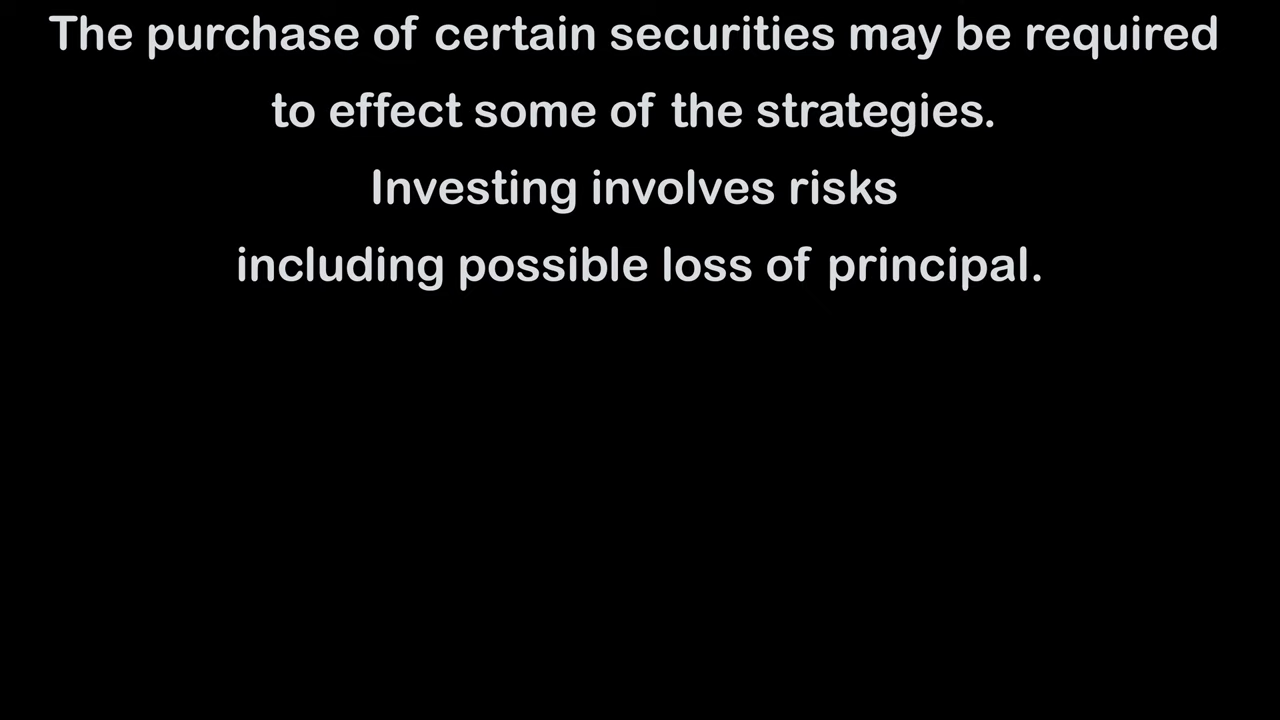 The purchase of certain securities may be required
to effect some of the strategies.
Investing involves risks
including possible loss of principal.